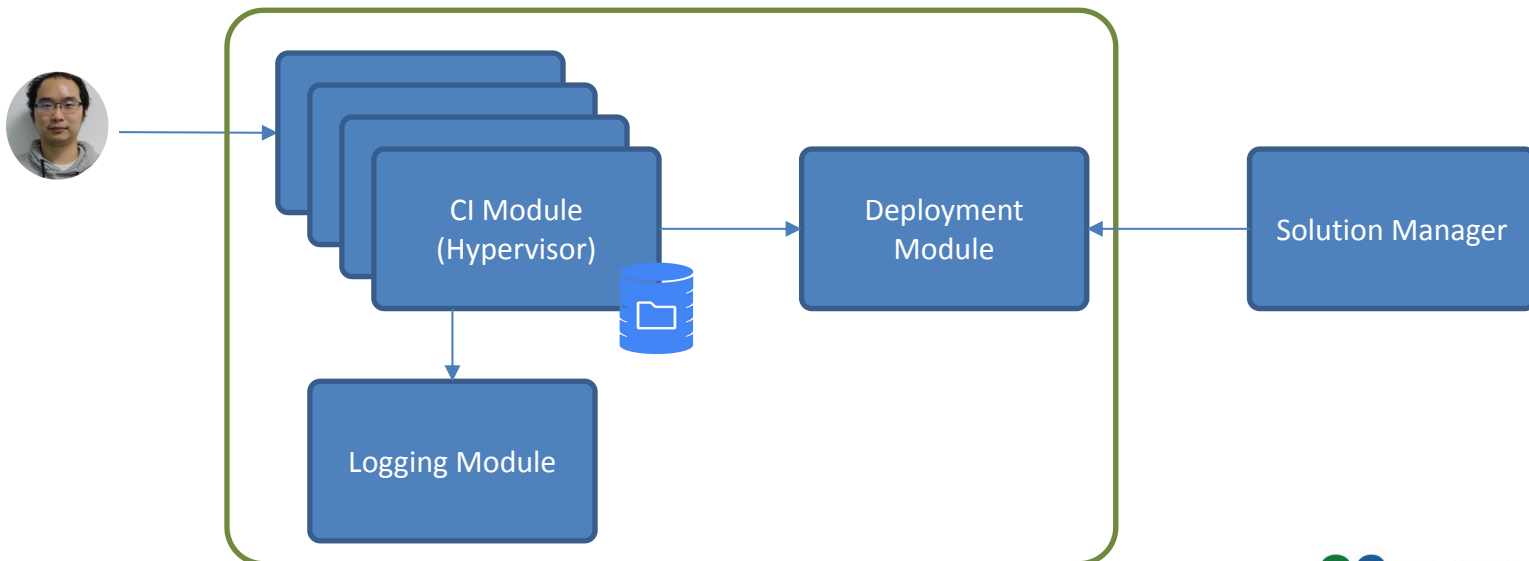 CI Module
(Hypervisor)
Deployment
Module
Solution Manager
Logging Module